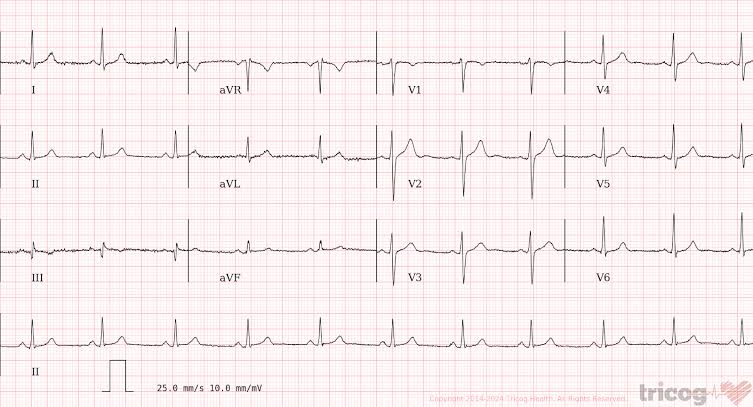 I aVR V1 V4
II aVL V2 V5
III aVF V3 V6
II
25.0 mm/s 10.0 mm/mV
Copyright 2014-2024 Tricog Health. All Rights Reserved.
tricog